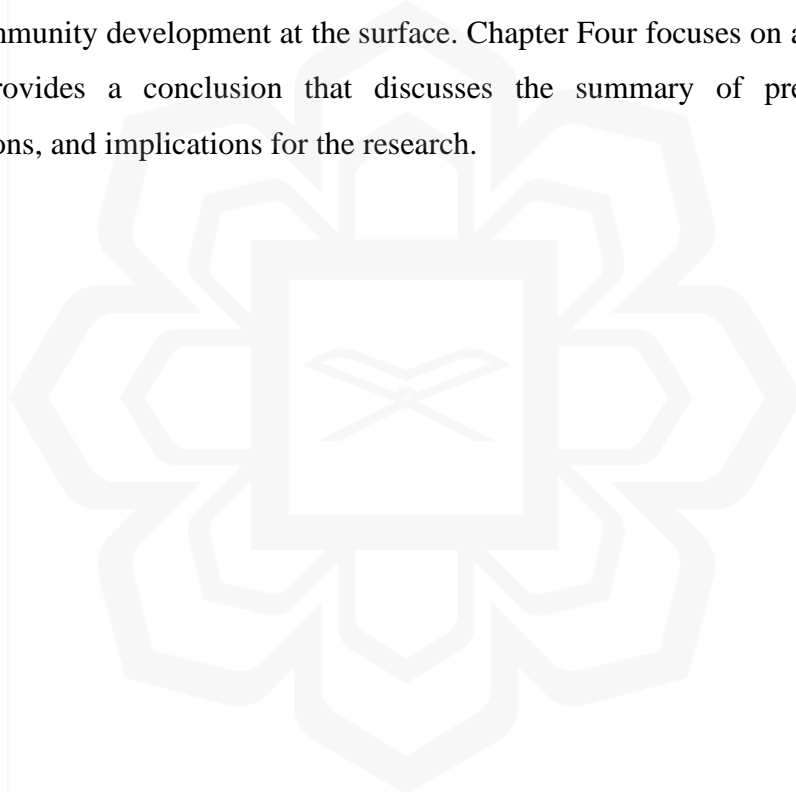 nmunity development at the surface. Chapter Four focuses on a
rovides a conclusion that discusses the summary of pre
ons, and implications for the research.